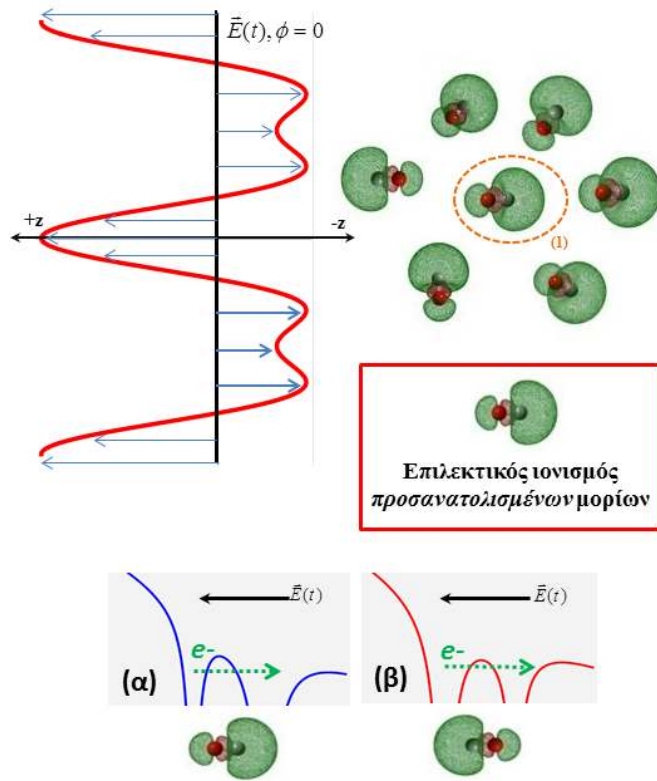 E⃗(t), ϕ = 0
+z
-z
(1)
Επιλεκτικός ιονισμός
προσανατολισμένων μορίων
E⃗(t)
e-
(α)
E⃗(t)
e-
(β)